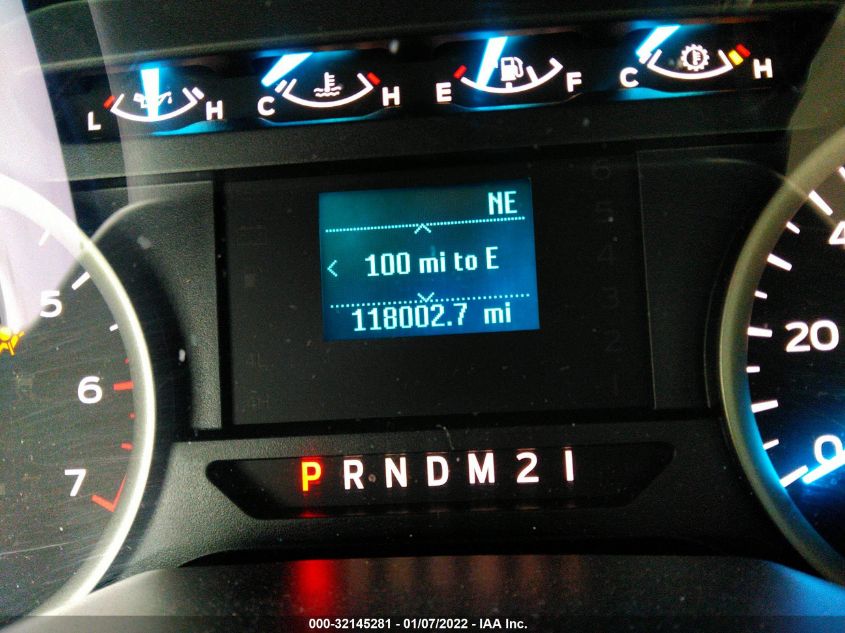 L H C H E F C H
NE
100 mi to E
118002.7 mi
5
6
7
4
20
0
P R N D M 2 1
000-32145281 - 01/07/2022 - IAA Inc.